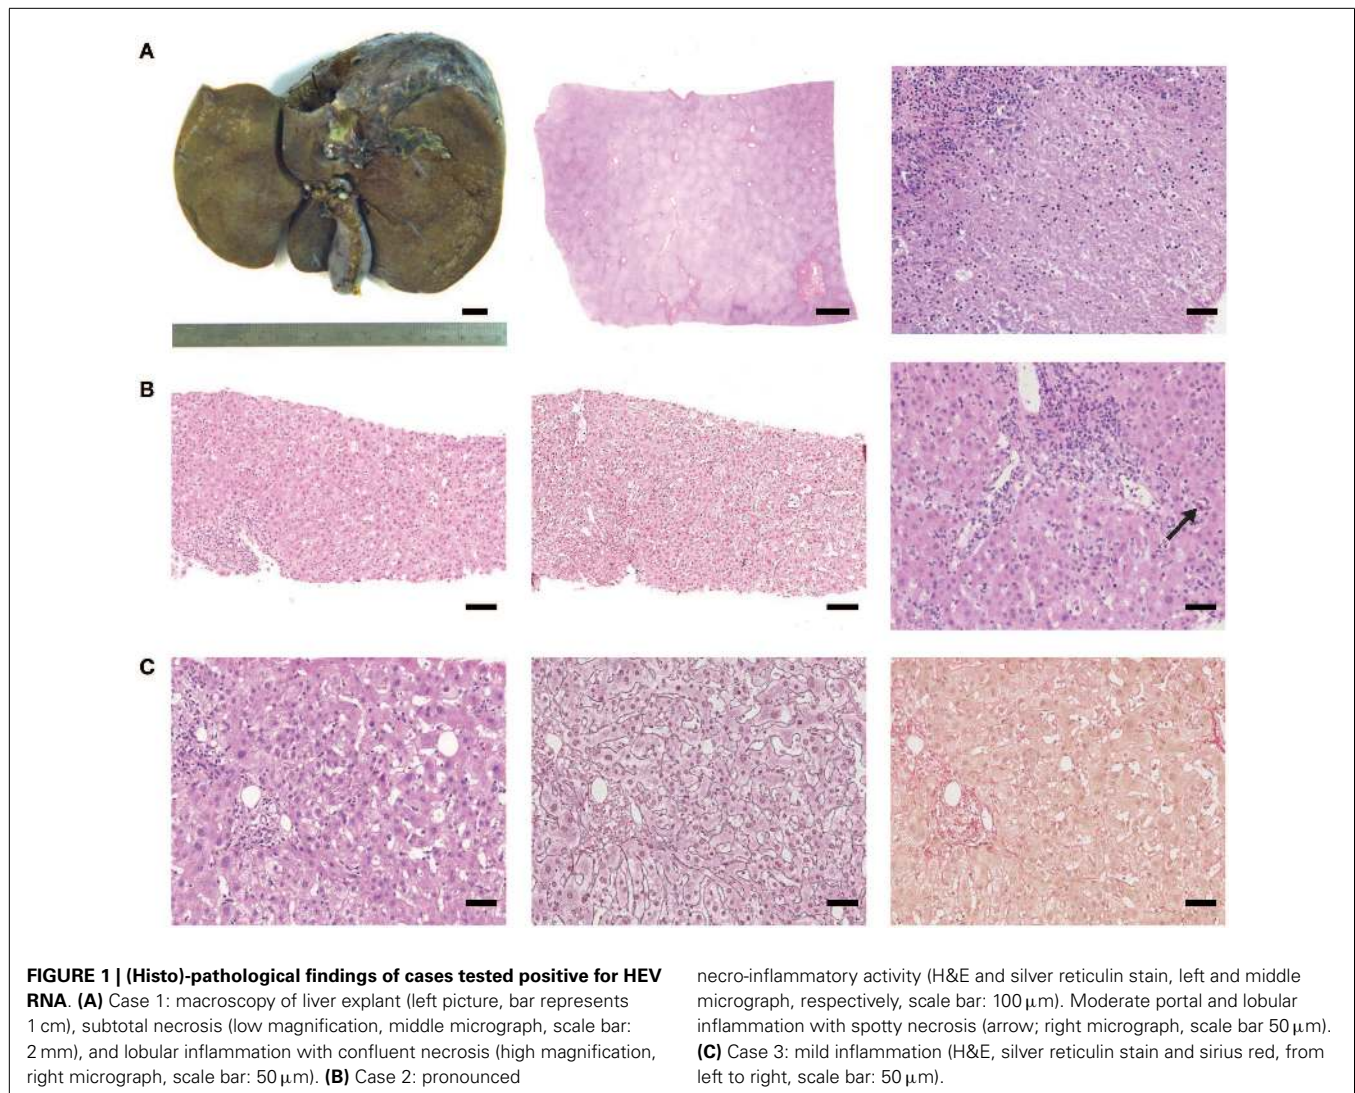 A
B
C
FIGURE 1 | (Histo)-pathological findings of cases tested positive for HEV
RNA. (A) Case 1: macroscopy of liver explant (left picture, bar represents
1 cm), subtotal necrosis (low magnification, middle micrograph, scale bar:
2 mm), and lobular inflammation with confluent necrosis (high magnification,
right micrograph, scale bar: 50 μm). (B) Case 2: pronounced
necro-inflammatory activity (H&E and silver reticulin stain, left and middle
micrograph, respectively, scale bar: 100 μm). Moderate portal and lobular
inflammation with spotty necrosis (arrow; right micrograph, scale bar 50 μm).
(C) Case 3: mild inflammation (H&E, silver reticulin stain and sirius red, from
left to right, scale bar: 50 μm).